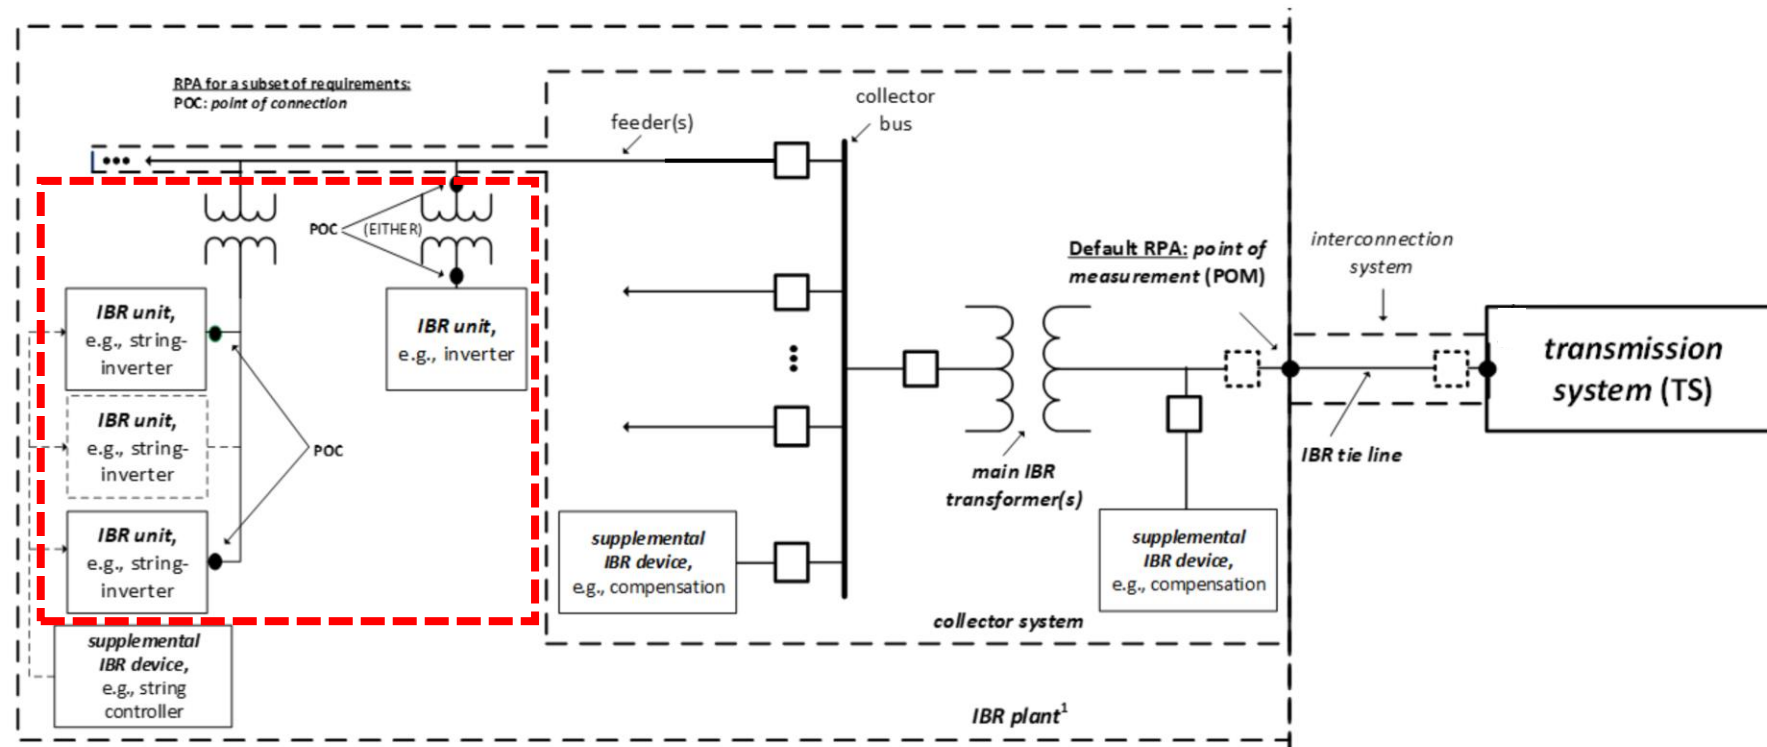 RPA for a subset of requirements:
POC: point of connection
•••
feeder(s)
collector
bus
POC
(EITHER)
IBR unit,
e.g., string-
inverter
IBR unit,
e.g., inverter
IBR unit,
e.g., string-
inverter
POC
IBR unit,
e.g., string-
inverter
supplemental
IBR device,
e.g., string
controller
supplemental
IBR device,
e.g., compensation
main IBR
transformer(s)
Default RPA: point of
measurement (POM)
supplemental
IBR device,
e.g., compensation
collector system
IBR plant¹
interconnection
system
IBR tie line
transmission
system (TS)